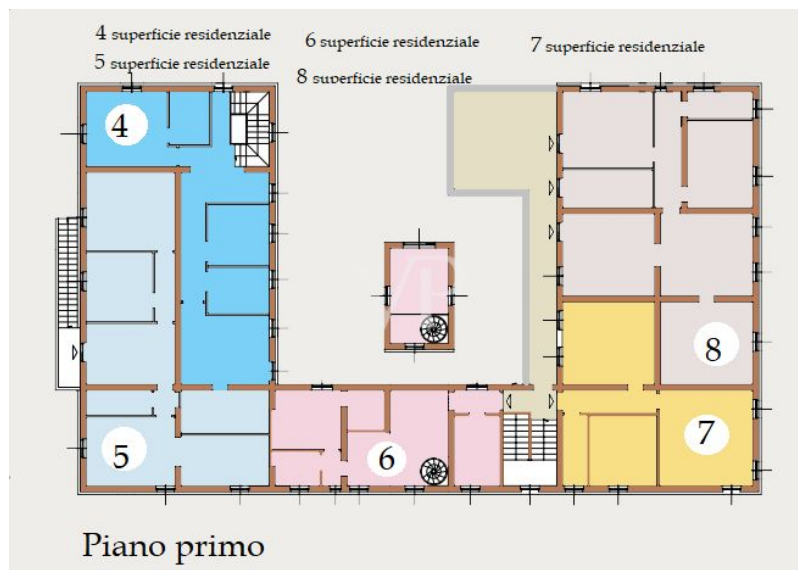 4 superficie residenziale
5 superficie residenziale
6 superficie residenziale
8 superficie residenziale
7 superficie residenziale
4
5
6
7
8
Piano primo